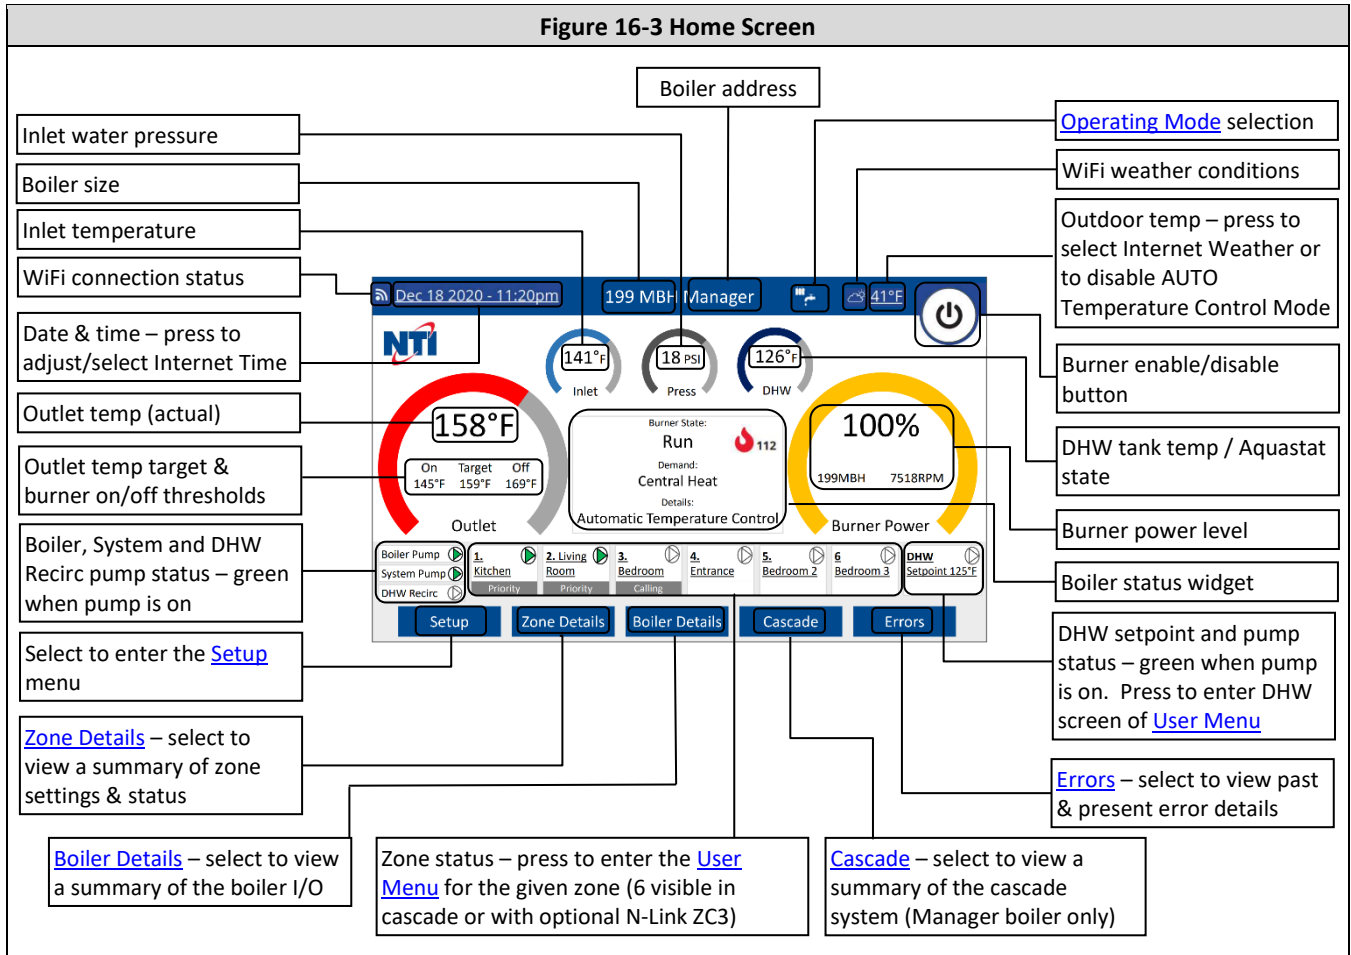 Figure 16-3 Home Screen
Boiler address
Inlet water pressure
Boiler size
Inlet temperature
WiFi connection status
Date & time – press to
adjust/select Internet Time
Outlet temp (actual)
Outlet temp target &
burner on/off thresholds
Boiler, System and DHW
Recirc pump status – green
when pump is on
Select to enter the Setup
menu
Zone Details – select to
view a summary of zone
settings & status
Boiler Details – select to view
a summary of the boiler I/O
Dec 18 2020 - 11:20pm
199 MBH Manager
41°F
NTI
141°F
Inlet
18 PSI
Press
126°F
DHW
158°F
On Target Off
145°F 159°F 169°F
Outlet
Burner State:
Run
112
Demand:
Central Heat
Details:
Automatic Temperature Control
100%
199MBH 7518RPM
Burner Power
Boiler Pump
System Pump
DHW Recirc
1.
Kitchen
Priority
2. Living
Room
Priority
3.
Bedroom
Calling
4.
Entrance
5.
Bedroom 2
6
Bedroom 3
DHW
Setpoint 125°F
Setup
Zone Details
Boiler Details
Cascade
Errors
Zone status – press to enter the User
Menu for the given zone (6 visible in
cascade or with optional N-Link ZC3)
Cascade – select to view a
summary of the cascade
system (Manager boiler only)
Operating Mode selection
WiFi weather conditions
Outdoor temp – press to
select Internet Weather or
to disable AUTO
Temperature Control Mode
Burner enable/disable
button
DHW tank temp / Aquastat
state
Burner power level
Boiler status widget
DHW setpoint and pump
status – green when pump
is on. Press to enter DHW
screen of User Menu
Errors – select to view past
& present error details